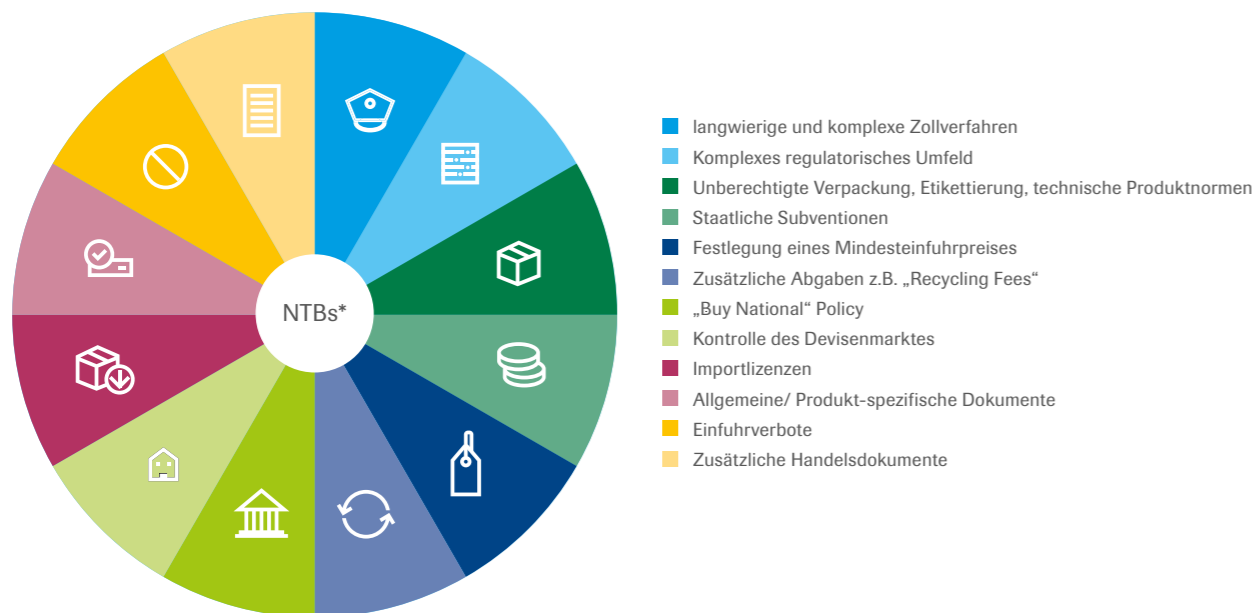 NTBs*
langwierige und komplexe Zollverfahren
Komplexes regulatorisches Umfeld
Unberechtigte Verpackung, Etikettierung, technische Produktnormen
Staatliche Subventionen
Festlegung eines Mindesteinfuhrpreises
Zusätzliche Abgaben z.B. „Recycling Fees“
„Buy National“ Policy
Kontrolle des Devisenmarktes
Importlizenzen
Allgemeine/ Produkt-spezifische Dokumente
Einfuhrverbote
Zusätzliche Handelsdokumente